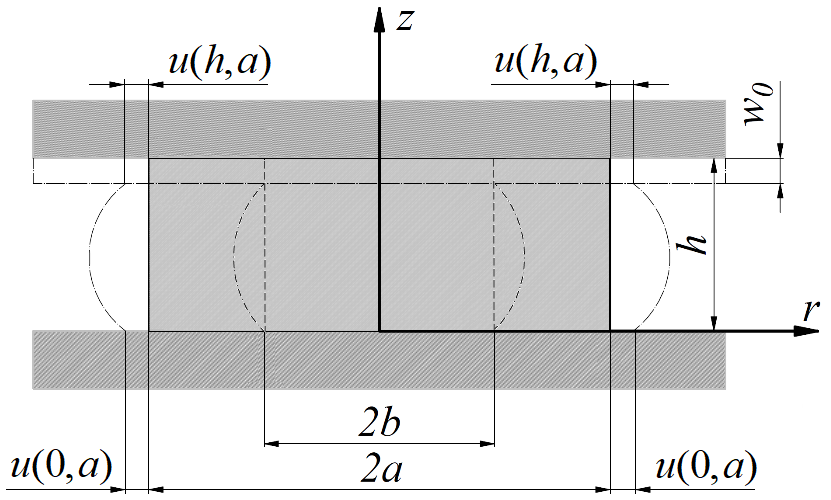 z
u(h,a)
u(h,a)
w₀
h
r
2b
u(0,a)
2a
u(0,a)